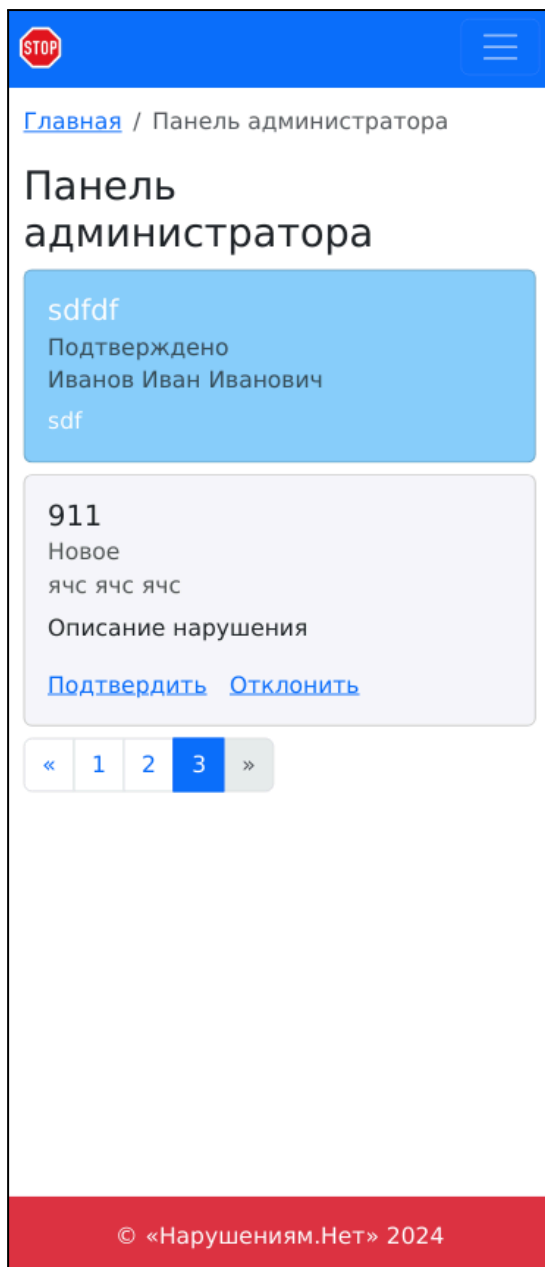 STOP
Главная / Панель администратора
Панель
администратора
sdfdf
Подтверждено
Иванов Иван Иванович
sdf
911
Новое
ячс ячс ячс
Описание нарушения
Подтвердить Отклонить
« 1 2 3 »
© «Нарушениям.Нет» 2024